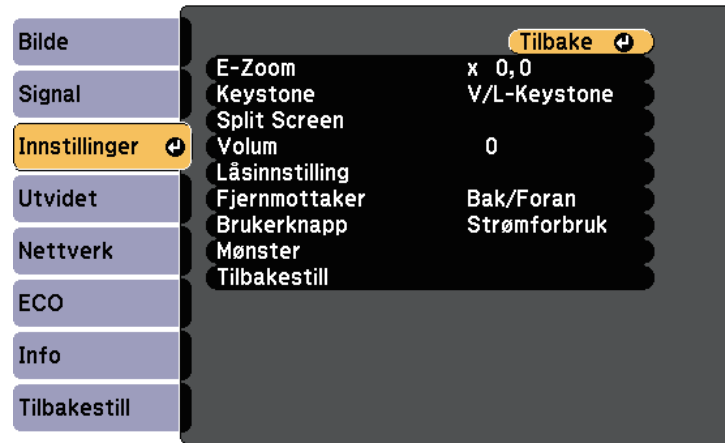 Bilde
Signal
Innstillinger
Utvidet
Nettverk
ECO
Info
Tilbakestill
Tilbake
E-Zoom x 0,0
Keystone V/L-Keystone
Split Screen
Volum 0
Låsinnstilling
Fjernmottaker Bak/Foran
Brukerknapp Strømforbruk
Mønster
Tilbakestill